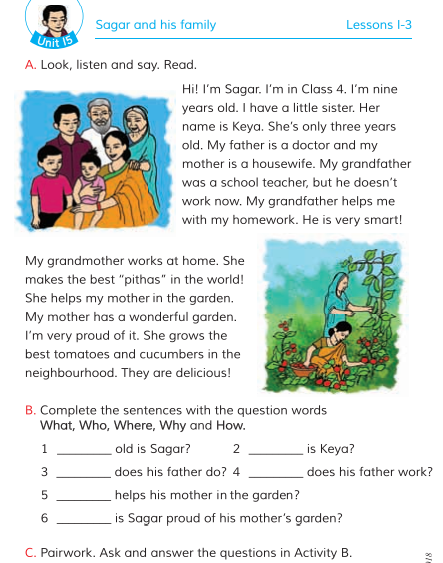 Sagar and his family Lessons 1-3
Unit 15
A. Look, listen and say. Read.
Hi! I'm Sagar. I'm in Class 4. I'm nine
years old. I have a little sister. Her
name is Keya. She's only three years
old. My father is a doctor and my
mother is a housewife. My grandfather
was a school teacher, but he doesn't
work now. My grandfather helps me
with my homework. He is very smart!
My grandmother works at home. She
makes the best "pithas" in the world!
She helps my mother in the garden.
My mother has a wonderful garden.
I'm very proud of it. She grows the
best tomatoes and cucumbers in the
neighbourhood. They are delicious!
B. Complete the sentences with the question words
What, Who, Where, Why and How.
1 ________ old is Sagar? 2 ________ is Keya?
3 ________ does his father do? 4 ________ does his father work?
5 ________ helps his mother in the garden?
6 ________ is Sagar proud of his mother's garden?
C. Pairwork. Ask and answer the questions in Activity B.